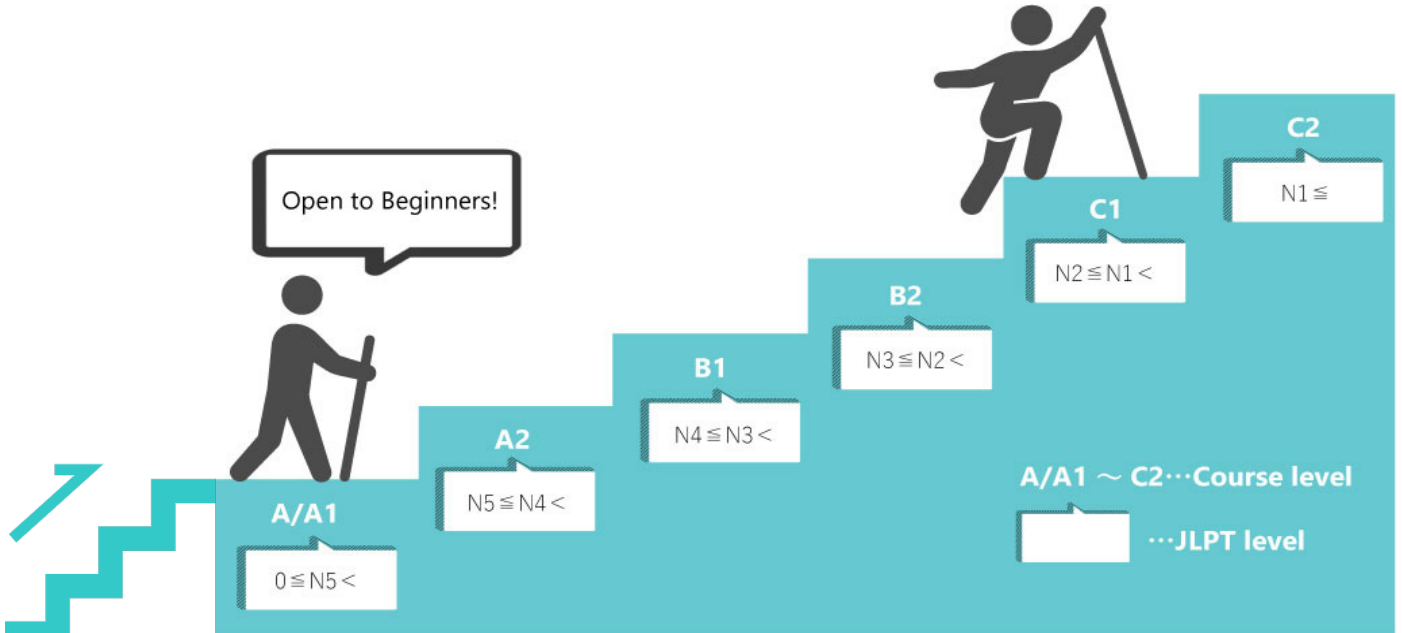 Open to Beginners!
A/A1
0≦N5<
A2
N5≦N4<
B1
N4≦N3<
B2
N3≦N2<
C1
N2≦N1<
C2
N1≦
A/A1 ～ C2…Course level
…JLPT level